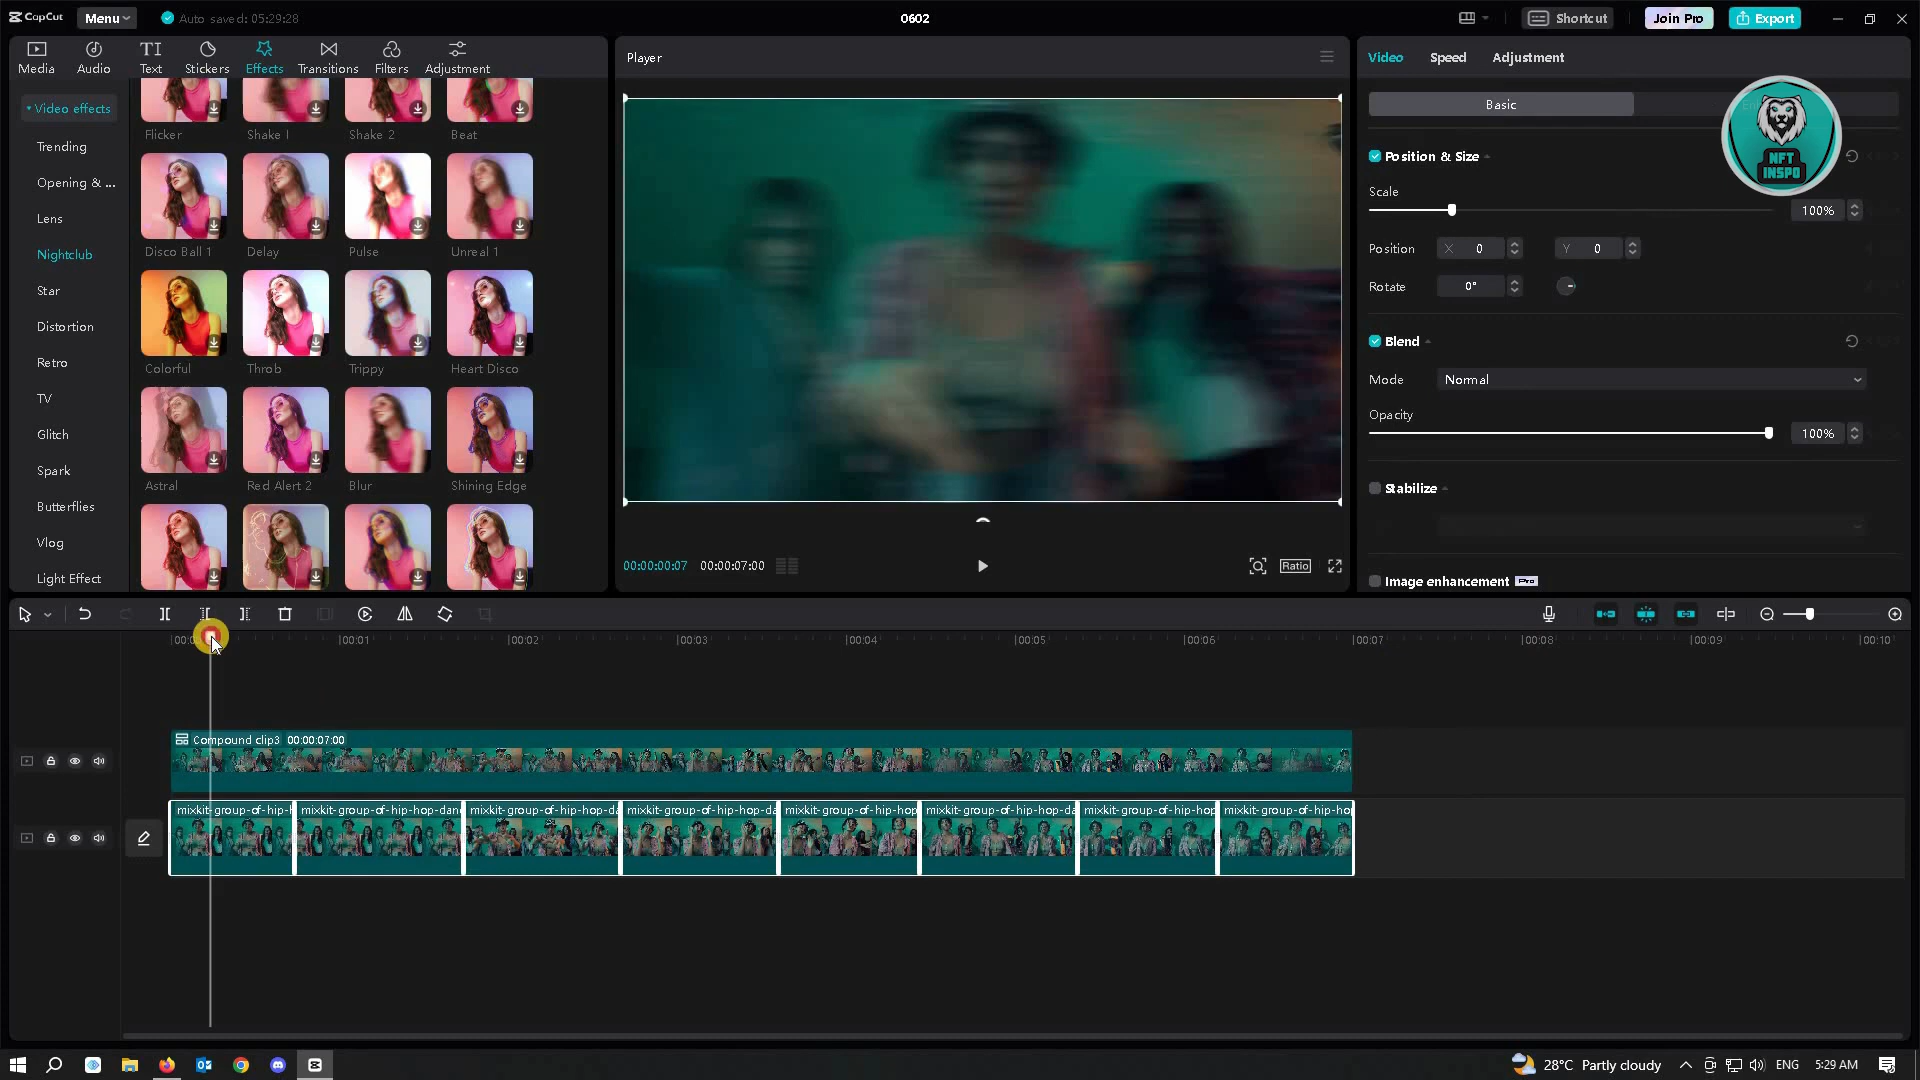 CapCut Menu Auto saved: 05:29:28 0602 Shortcut Join Pro Export
Media Audio Text Stickers Effects Transitions Filters Adjustment
Video effects
Trending
Opening & ...
Lens
Nightclub
Star
Distortion
Retro
TV
Glitch
Spark
Butterflies
Vlog
Light Effect
Flicker Shake 1 Shake 2 Beat
Disco Ball 1 Delay Pulse Unreal 1
Colorful Throb Trippy Heart Disco
Astral Red Alert 2 Blur Shining Edge
Player
00:00:00:07 00:00:07:00 Ratio
Video Speed Adjustment
Basic
NFT
INSPO
Position & Size
Scale
100%
Position X 0 Y 0
Rotate 0°
Blend
Mode Normal
Opacity
100%
Stabilize
Image enhancement Pro
00:01 00:02 00:03 00:04 00:05 00:06 00:07 00:08 00:09 00:10
Compound clip3 00:00:07:00
mixkit-group-of-hip-h mixkit-group-of-hip-hop-danc mixkit-group-of-hip-hop-da mixkit-group-of-hip-hop-da mixkit-group-of-hip-hop mixkit-group-of-hip-hop-da mixkit-group-of-hip-hop mixkit-group-of-hip-hop
28°C Partly cloudy ENG 5:29 AM